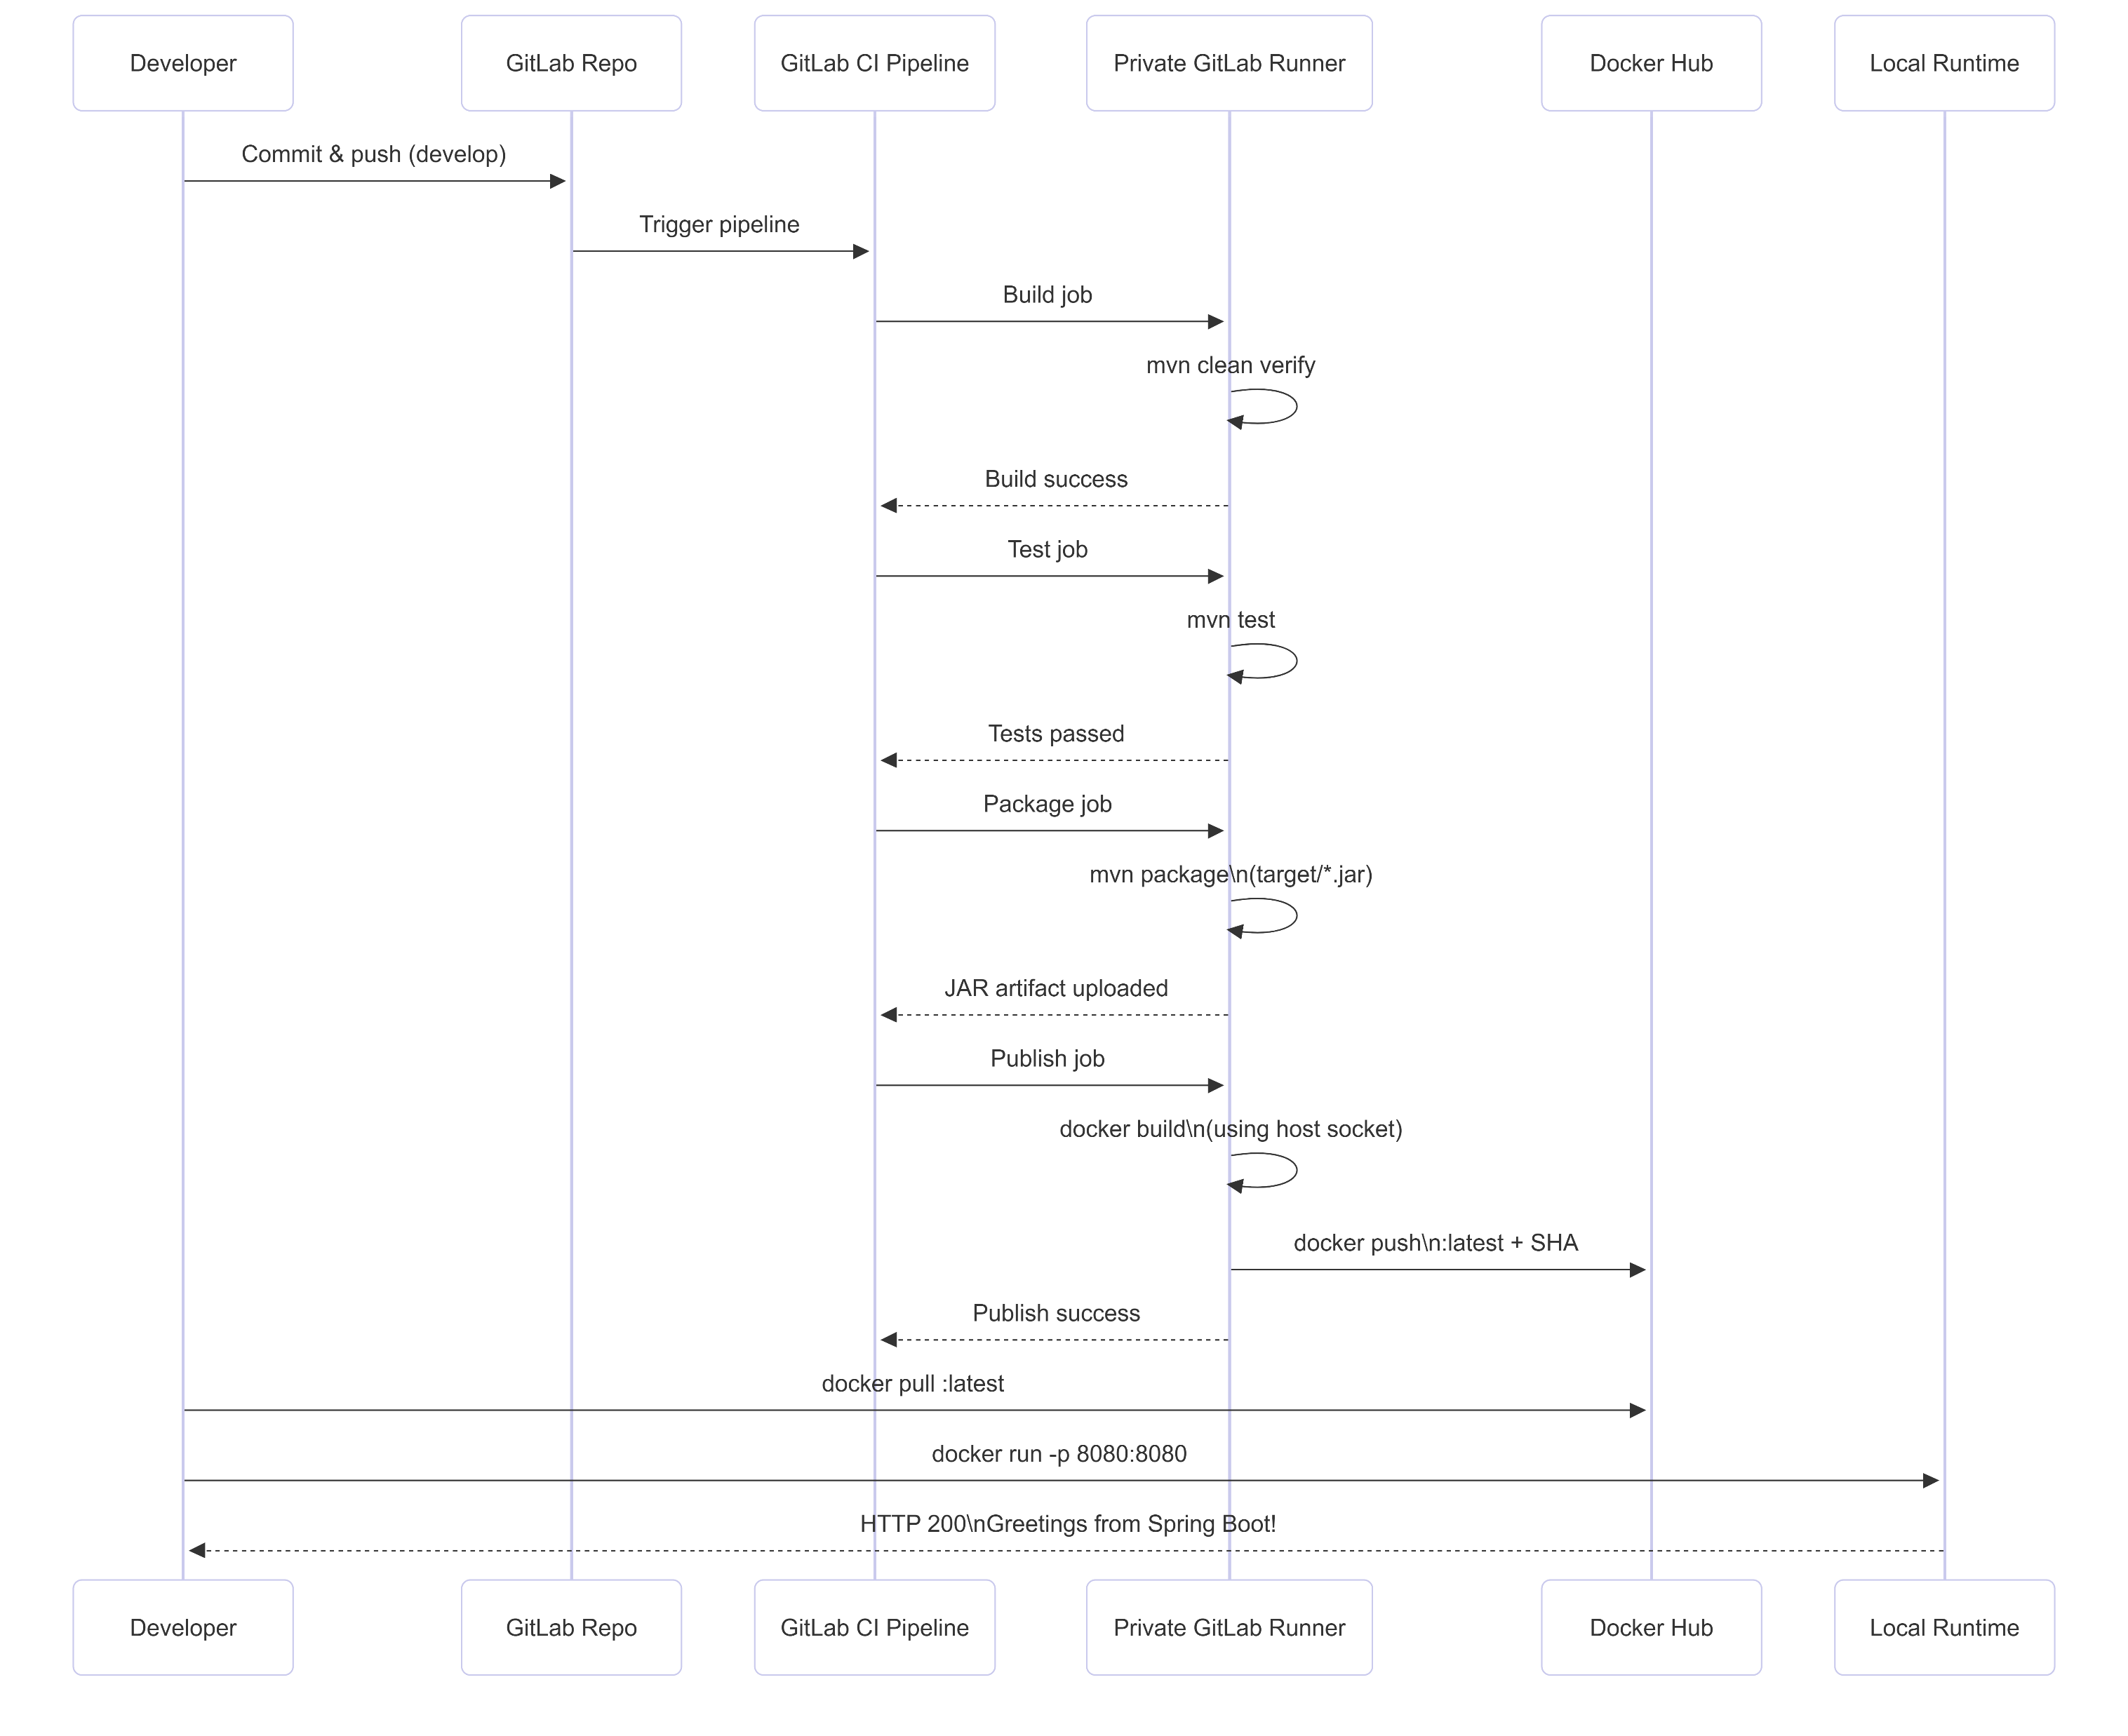 Developer
GitLab Repo
GitLab CI Pipeline
Private GitLab Runner
Docker Hub
Local Runtime
Commit & push (develop)
Trigger pipeline
Build job
mvn clean verify
Build success
Test job
mvn test
Tests passed
Package job
mvn package\n(target/*.jar)
JAR artifact uploaded
Publish job
docker build\n(using host socket)
docker push\n:latest + SHA
Publish success
docker pull :latest
docker run -p 8080:8080
HTTP 200\nGreetings from Spring Boot!
Developer
GitLab Repo
GitLab CI Pipeline
Private GitLab Runner
Docker Hub
Local Runtime